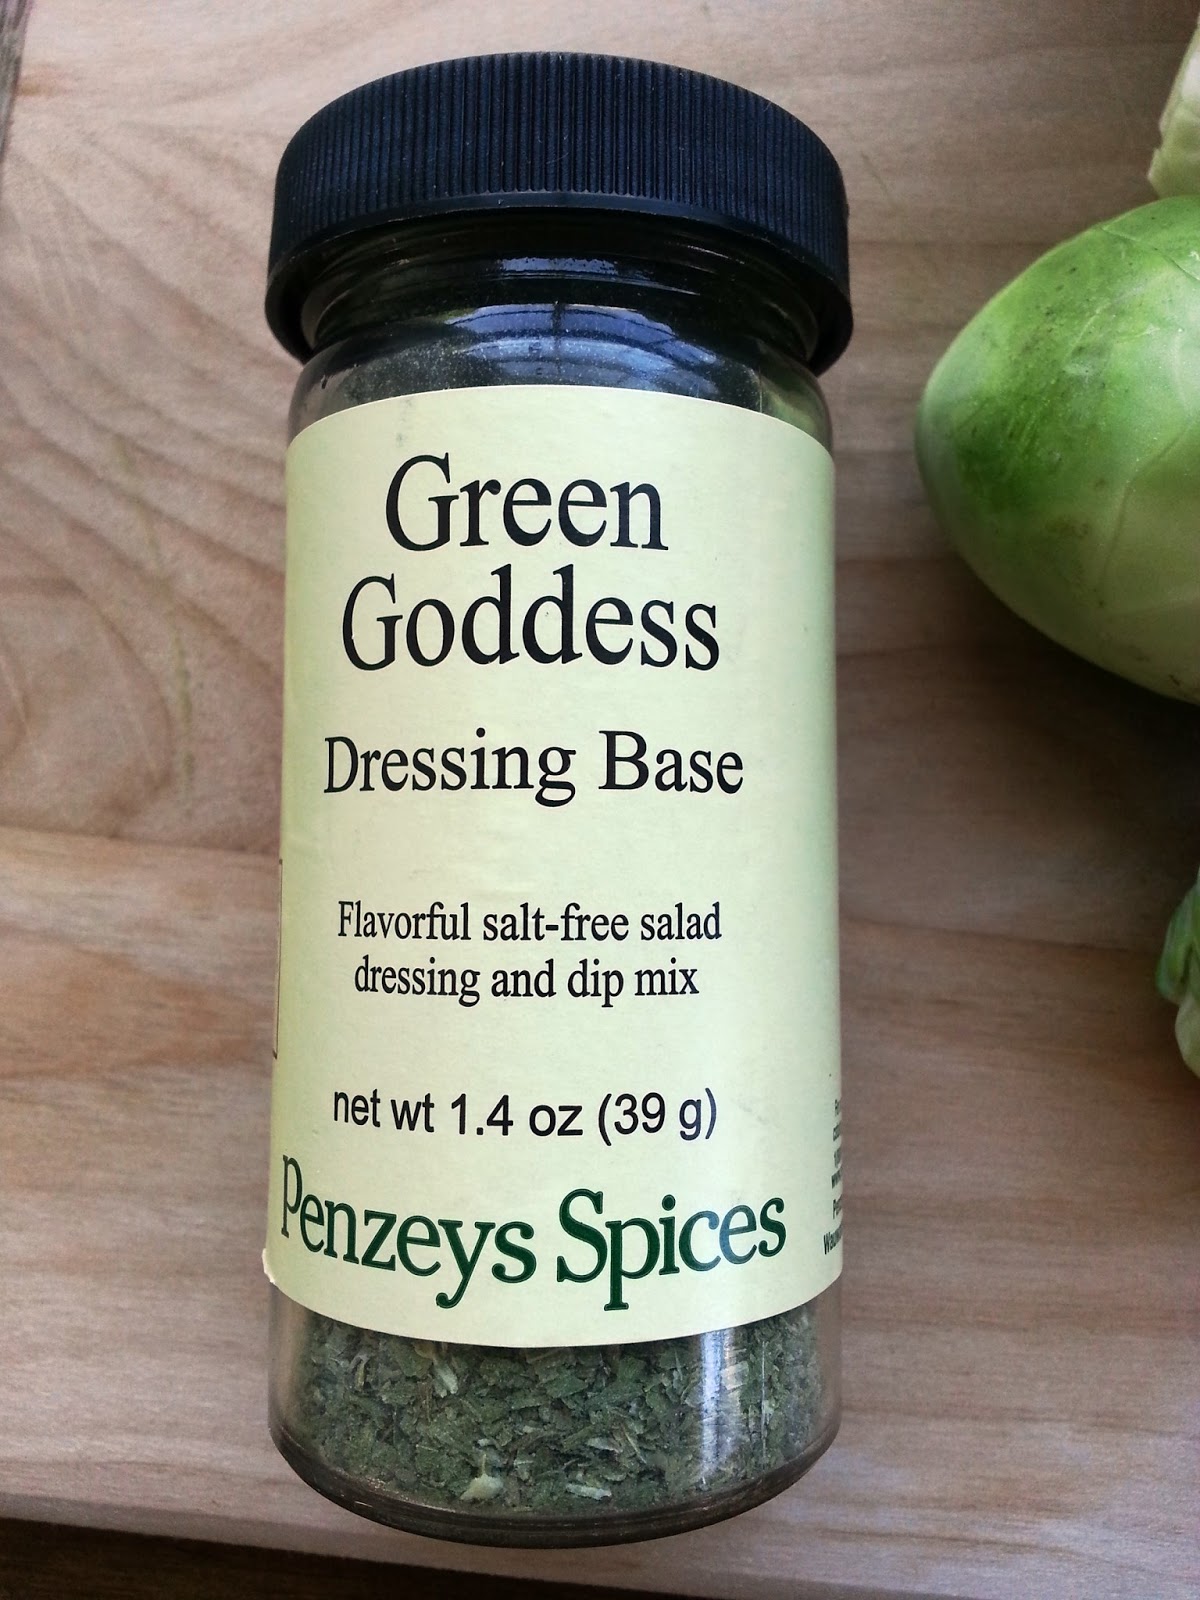 Green
Goddess
Dressing Base
Flavorful salt-free salad
dressing and dip mix
net wt 1.4 oz (39 g)
Penzeys Spices